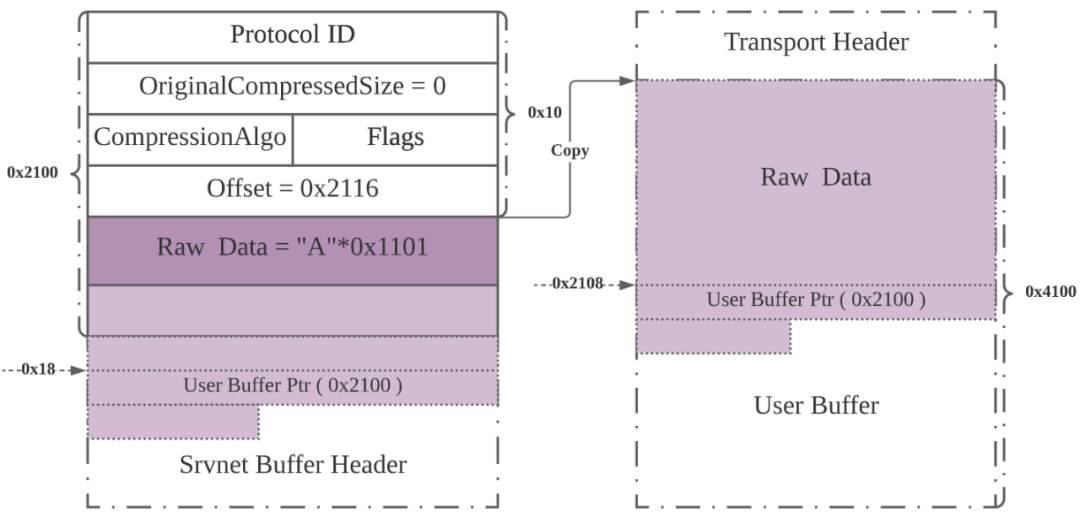 Protocol ID
OriginalCompressedSize = 0
CompressionAlgo
Flags
Offset = 0x2116
Raw Data = "A"*0x1101
User Buffer Ptr ( 0x2100 )
Srvnet Buffer Header
0x2100
0x18
0x10
Copy
Transport Header
Raw Data
0x2108
User Buffer Ptr ( 0x2100 )
User Buffer
0x4100